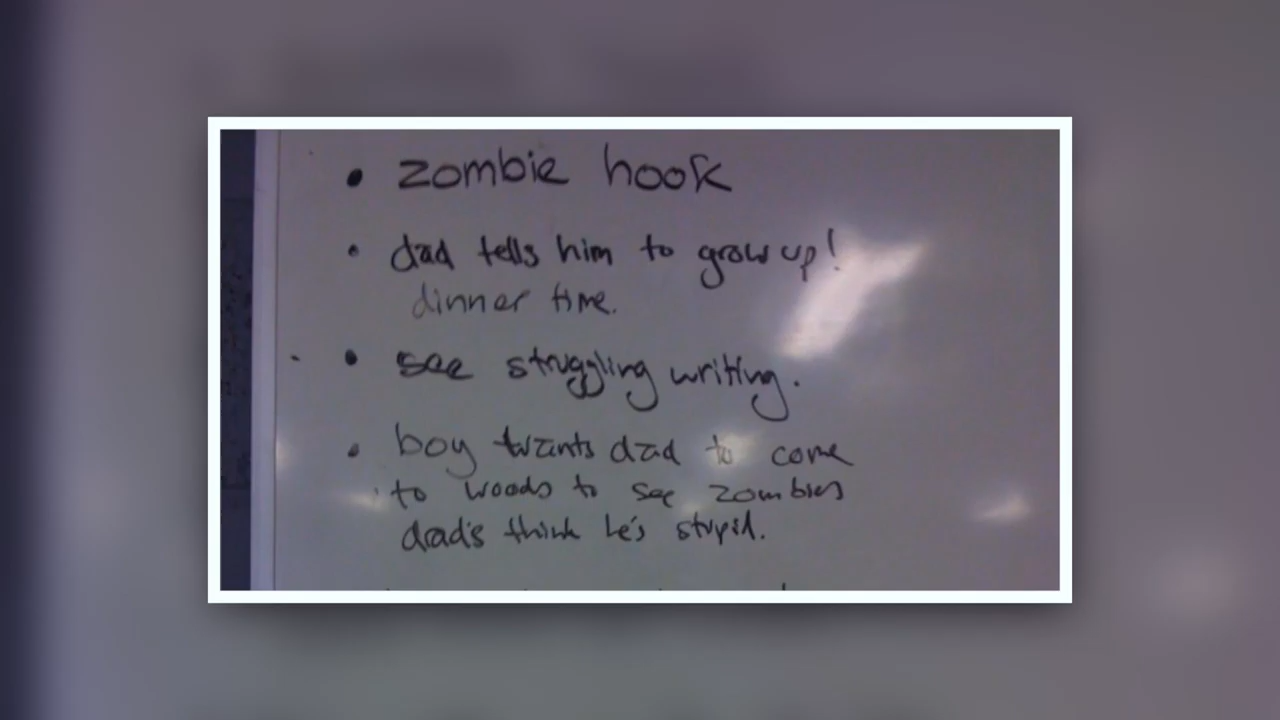 • zombie hook
• dad tells him to grow up!
dinner time.
• see struggling writing.
• boy wants dad to come
to woods to see zombies
dad's think he's stupid.